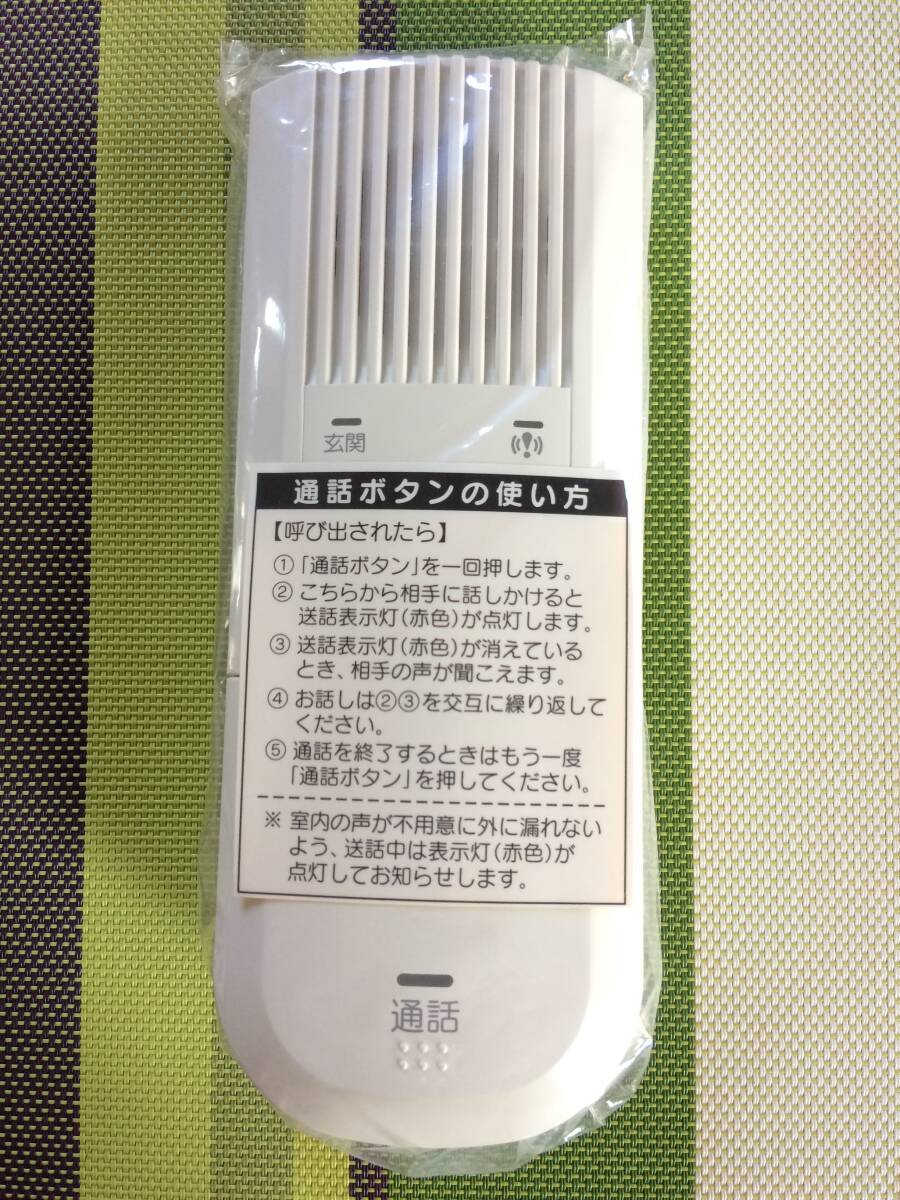 玄関
通話ボタンの使い方
【呼び出されたら】
①「通話ボタン」を一回押します。
②こちらから相手に話しかけると
送話表示灯(赤色)が点灯します。
③送話表示灯(赤色)が消えている
とき、相手の声が聞こえます。
④お話しは②③を交互に繰り返して
ください。
⑤通話を終了するときはもう一度
「通話ボタン」を押してください。
※ 室内の声が不用意に外に漏れない
よう、送話中は表示灯(赤色)が
点灯してお知らせします。
通話